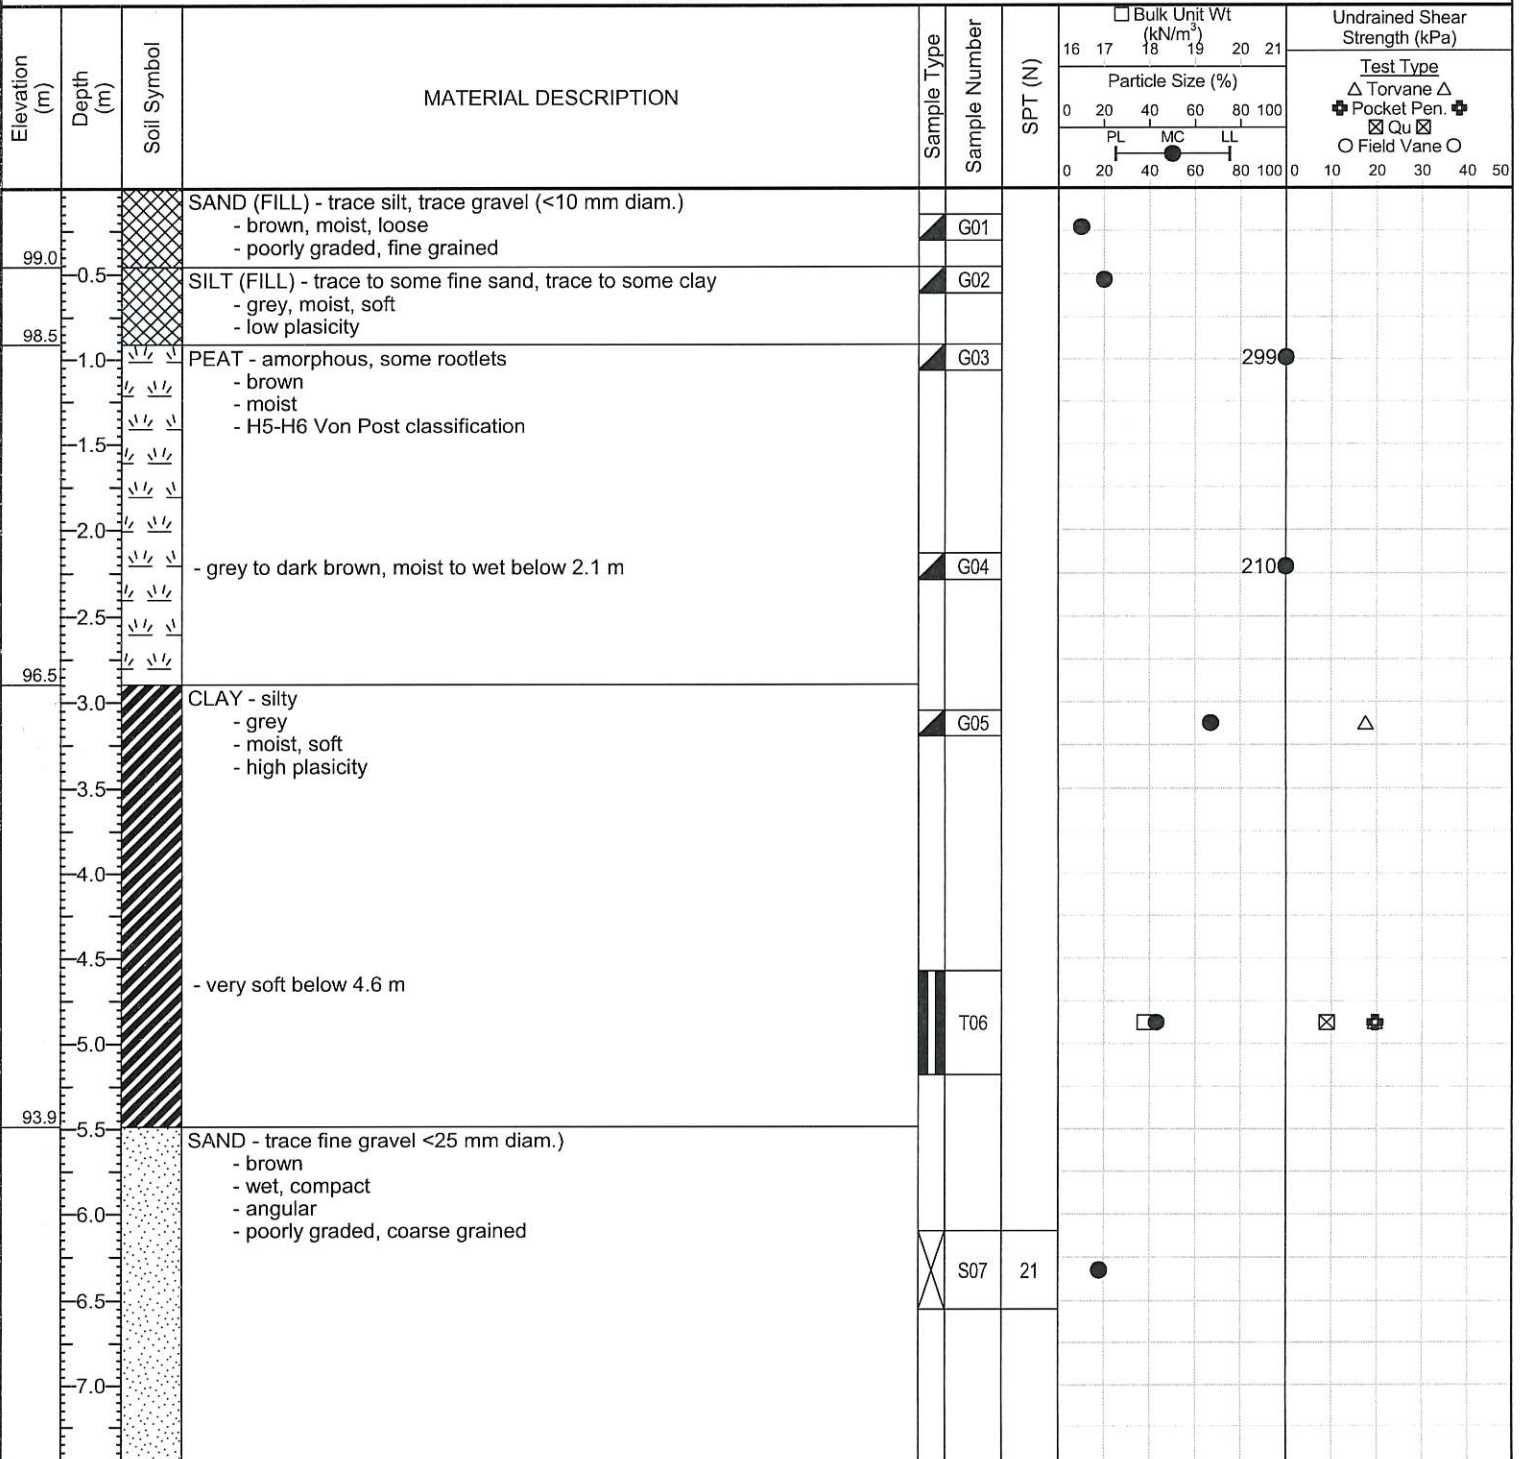 Elevation
(m)
Depth
(m)
Soil Symbol
MATERIAL DESCRIPTION
Sample Type
Sample Number
SPT (N)
Bulk Unit Wt
(kN/m³)
16 17 18 19 20 21
Particle Size (%)
0 20 40 60 80 100
PL MC LL
0 20 40 60 80 100
Undrained Shear
Strength (kPa)
Test Type
△ Torvane △
Pocket Pen.
☒ Qu ☒
○ Field Vane ○
0 10 20 30 40 50
SAND (FILL) - trace silt, trace gravel (<10 mm diam.)
- brown, moist, loose
- poorly graded, fine grained
G01
99.0
-0.5-
SILT (FILL) - trace to some fine sand, trace to some clay
- grey, moist, soft
- low plasicity
G02
98.5
-1.0-
PEAT - amorphous, some rootlets
- brown
- moist
- H5-H6 Von Post classification
G03
299
-1.5-
-2.0-
- grey to dark brown, moist to wet below 2.1 m
G04
210
-2.5-
96.5
CLAY - silty
- grey
- moist, soft
- high plasicity
-3.0-
G05
-3.5-
-4.0-
-4.5-
- very soft below 4.6 m
T06
-5.0-
93.9
-5.5-
SAND - trace fine gravel <25 mm diam.)
- brown
- wet, compact
- angular
- poorly graded, coarse grained
-6.0-
S07
21
-6.5-
-7.0-